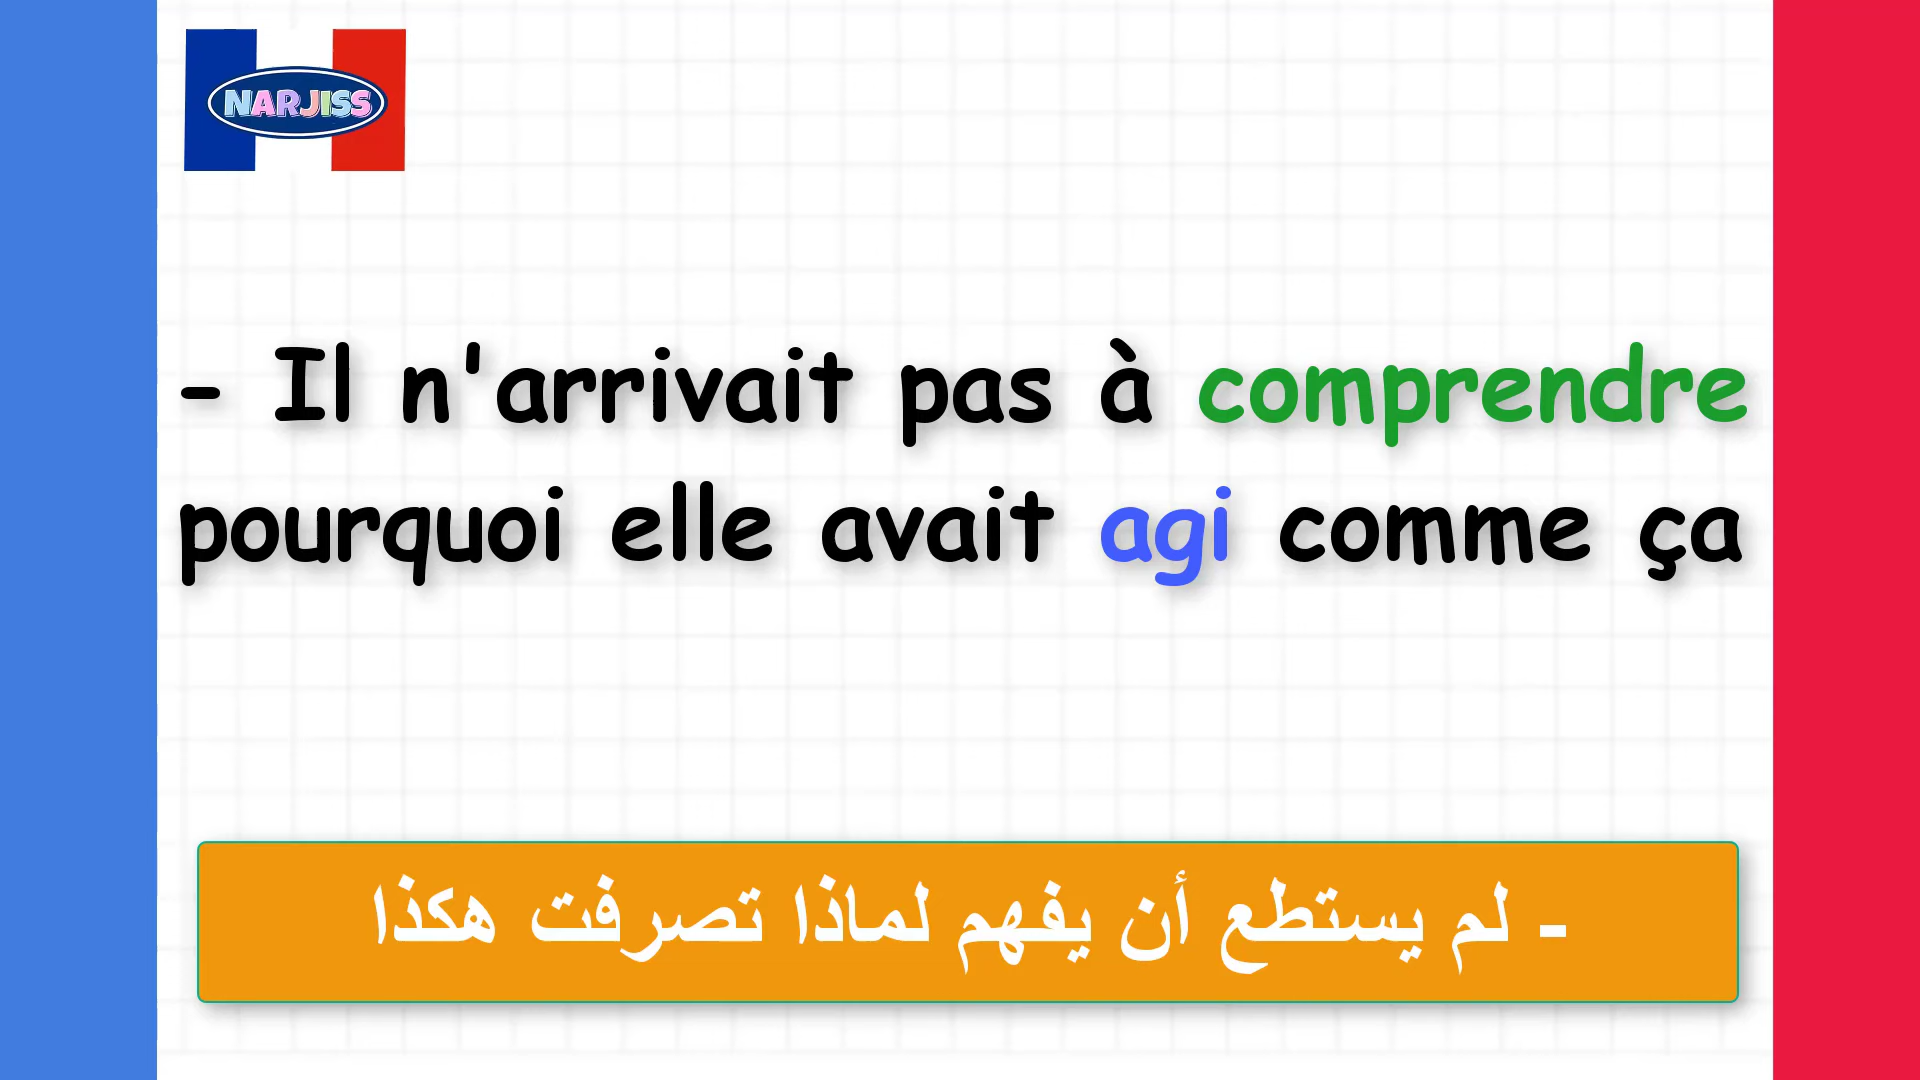 NARJISS
- Il n'arrivait pas à comprendre
pourquoi elle avait agi comme ça
- لم يستطع أن يفهم لماذا تصرفت هكذا